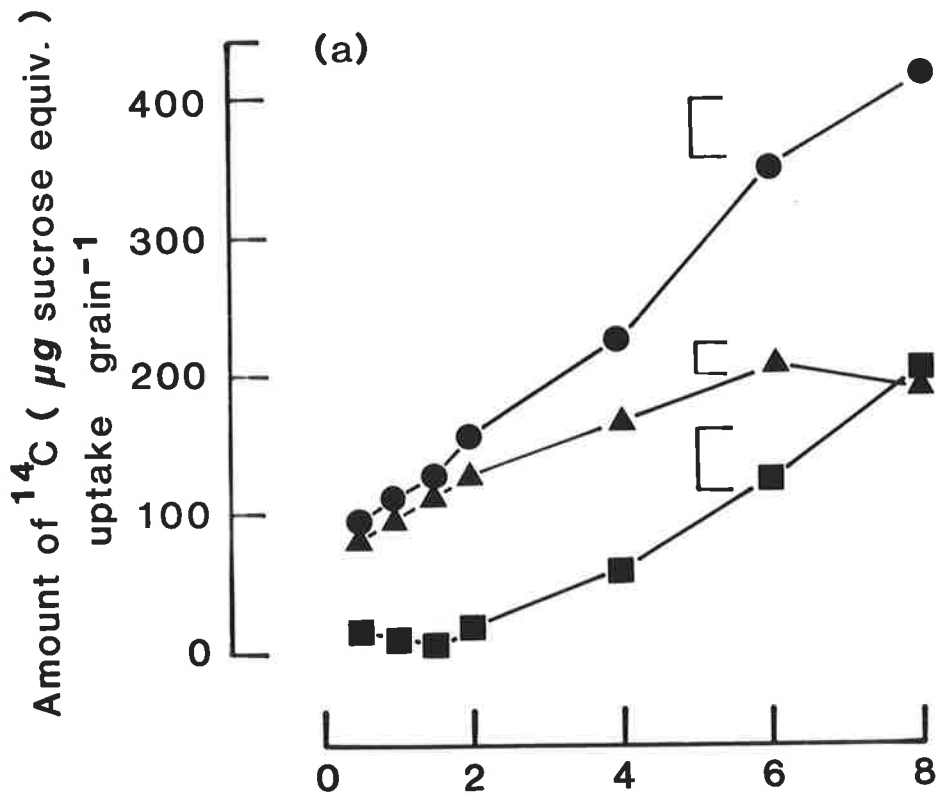 (a)
Amount of ¹⁴C ( µg sucrose equiv. )
uptake grain⁻¹
400
300
200
100
0
0 2 4 6 8